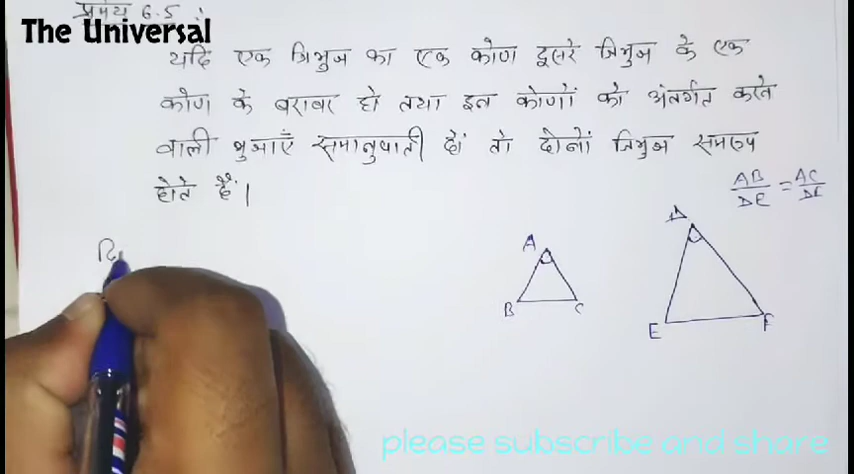 प्रमेय 6.5 :
The Universal
यदि एक त्रिभुज का एक कोण दूसरे त्रिभुज के एक
कोण के बराबर हो तथा इन कोणों को अंतर्गत करने
वाली भुजाएँ समानुपाती हों तो दोनों त्रिभुज समरूप
होते हैं।
AB/DE = AC/DF
A
B C
D
E F
दि
please subscribe and share